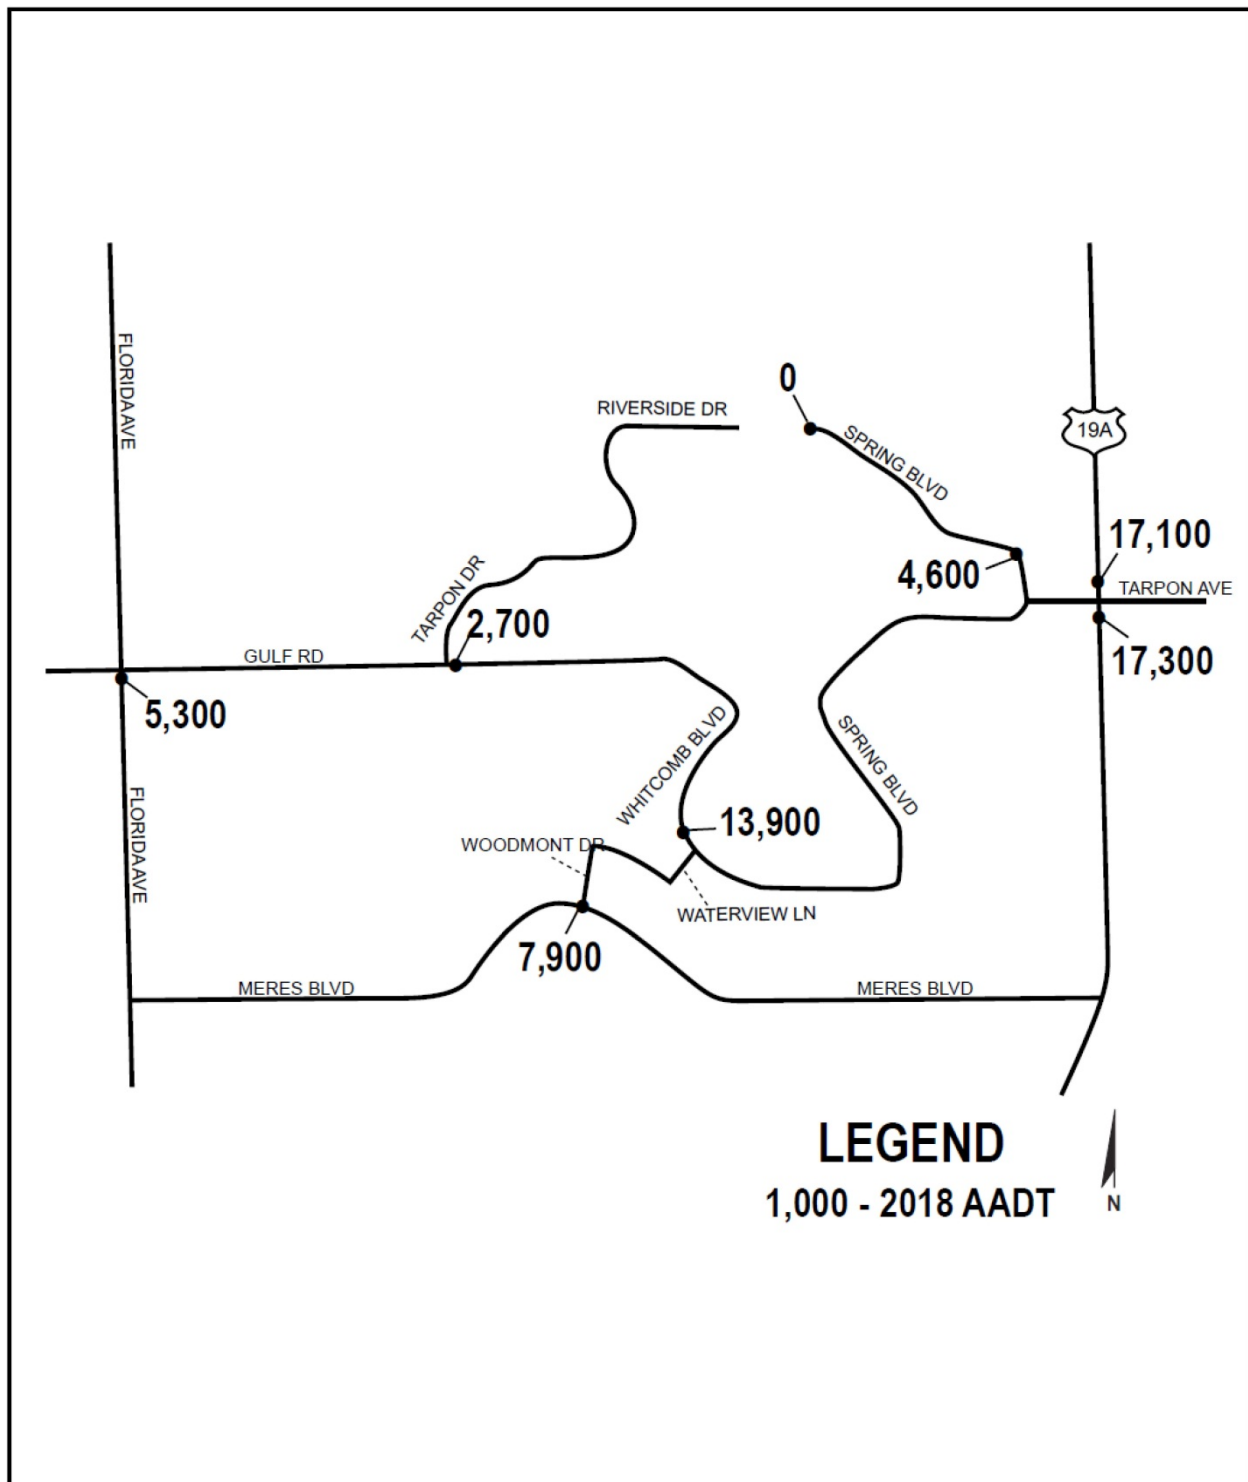 FLORIDA AVE
0
RIVERSIDE DR
SPRING BLVD
19A
17,100
4,600
TARPON AVE
TARPON DR
2,700
GULF RD
17,300
5,300
WHITCOMB BLVD
SPRING BLVD
FLORIDA AVE
13,900
WOODMONT DR
WATERVIEW LN
7,900
MERES BLVD
MERES BLVD
LEGEND
1,000 - 2018 AADT
N